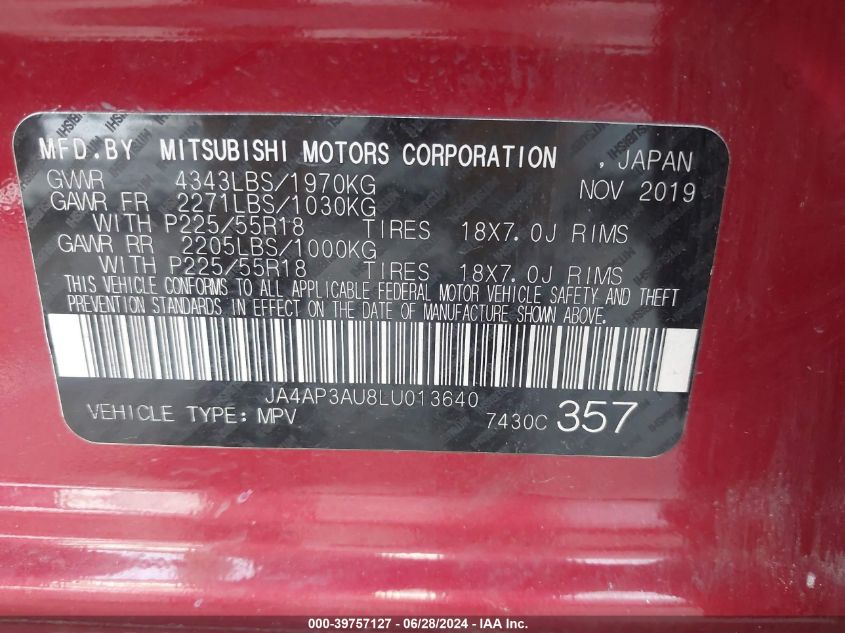 MFD.BY MITSUBISHI MOTORS CORPORATION , JAPAN
GVWR 4343LBS/1970KG NOV 2019
GAWR FR 2271LBS/1030KG
WITH P225/55R18 TIRES 18X7.0J RIMS
GAWR RR 2205LBS/1000KG
WITH P225/55R18 TIRES 18X7.0J RIMS
THIS VEHICLE CONFORMS TO ALL APPLICABLE FEDERAL MOTOR VEHICLE SAFETY AND THEFT
PREVENTION STANDARDS IN EFFECT ON THE DATE OF MANUFACTURE SHOWN ABOVE.
JA4AP3AU8LU013640
VEHICLE TYPE: MPV 7430C 357
000-39757127 / 06/28/2024 - IAA Inc.